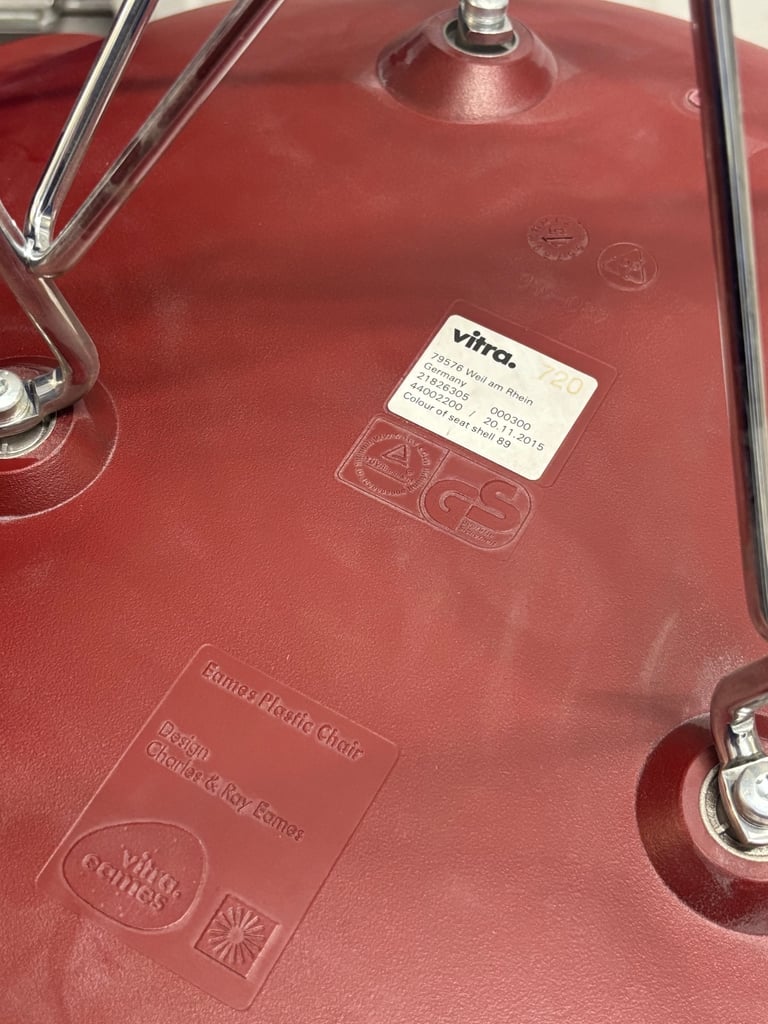 vitra. 720
79576 Weil am Rhein
Germany
21826305 000300
44002200 / 20.11.2015
Colour of seat shell 89
GS
Eames Plastic Chair
Design
Charles & Ray Eames
vitra.
eames